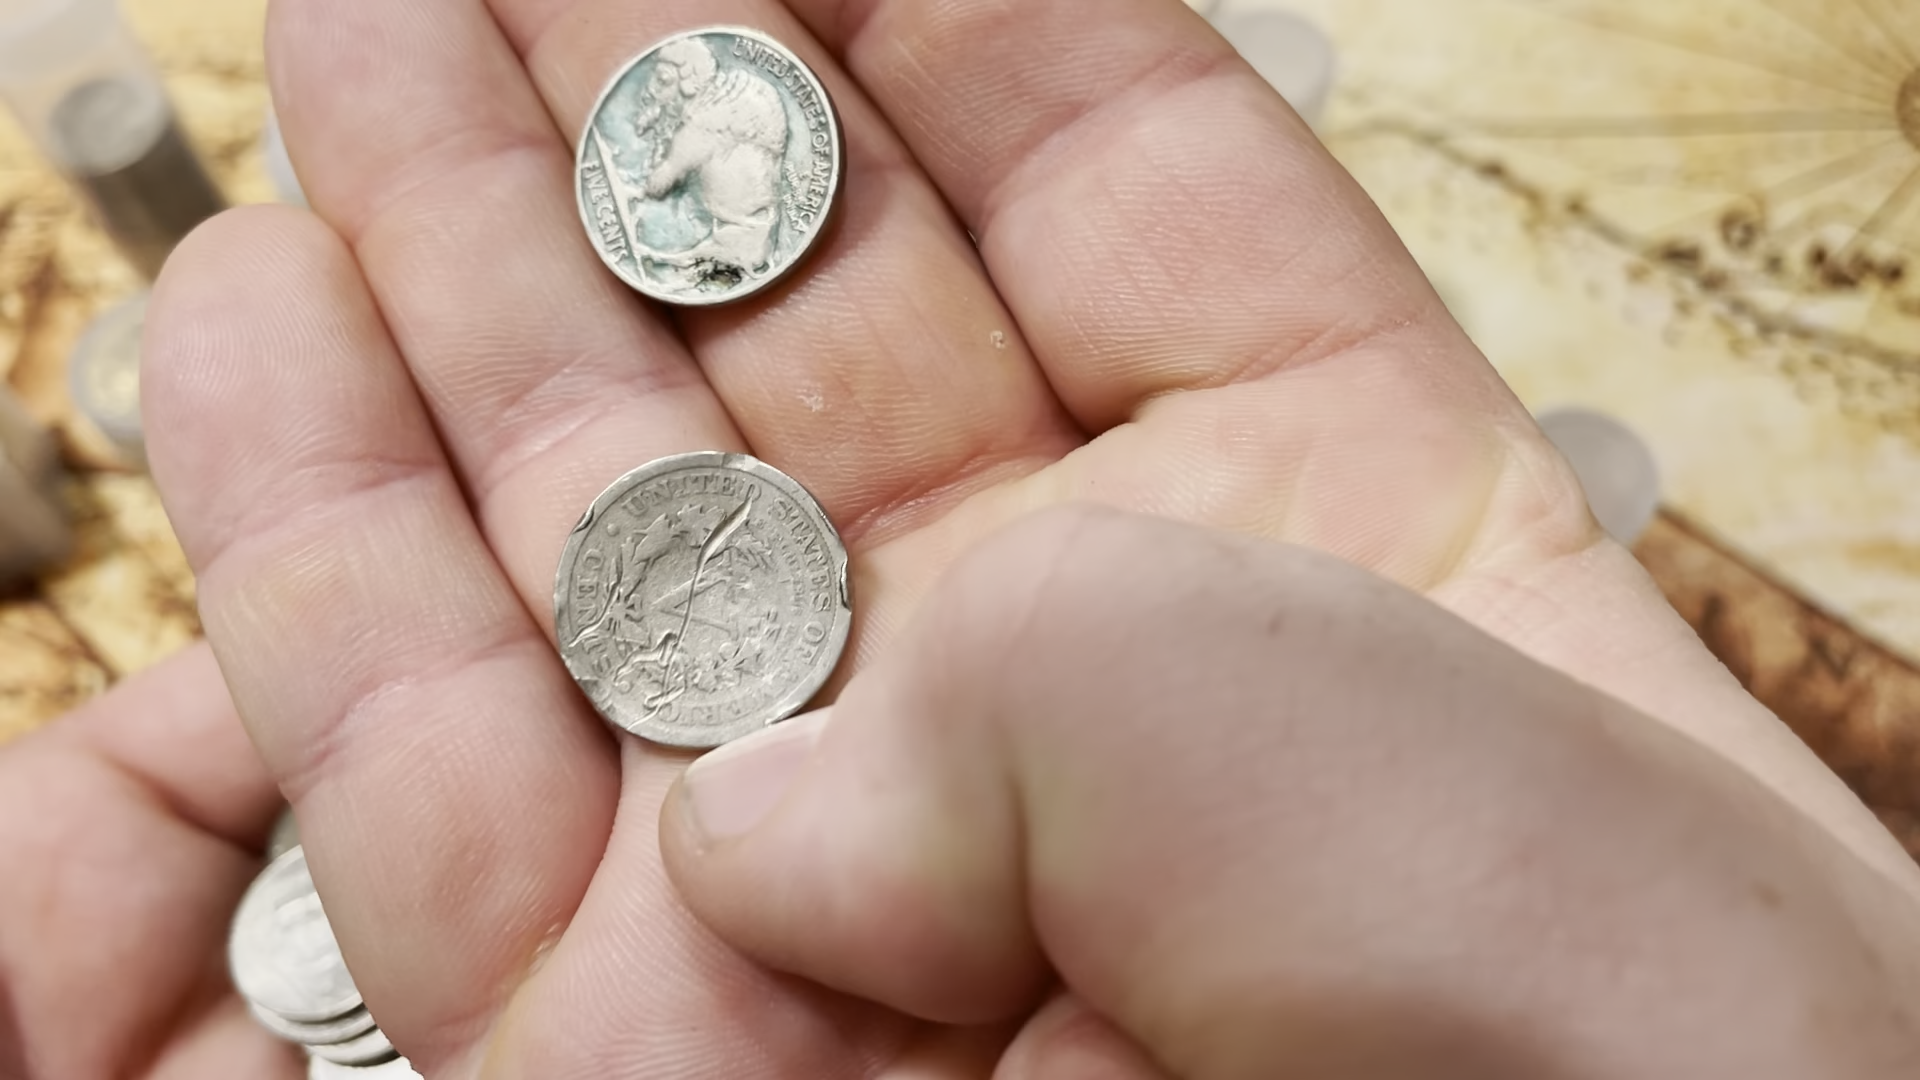 UNITED STATES OF AMERICA
FIVE CENTS
UNITED STATES OF AMERICA
CENTS
V